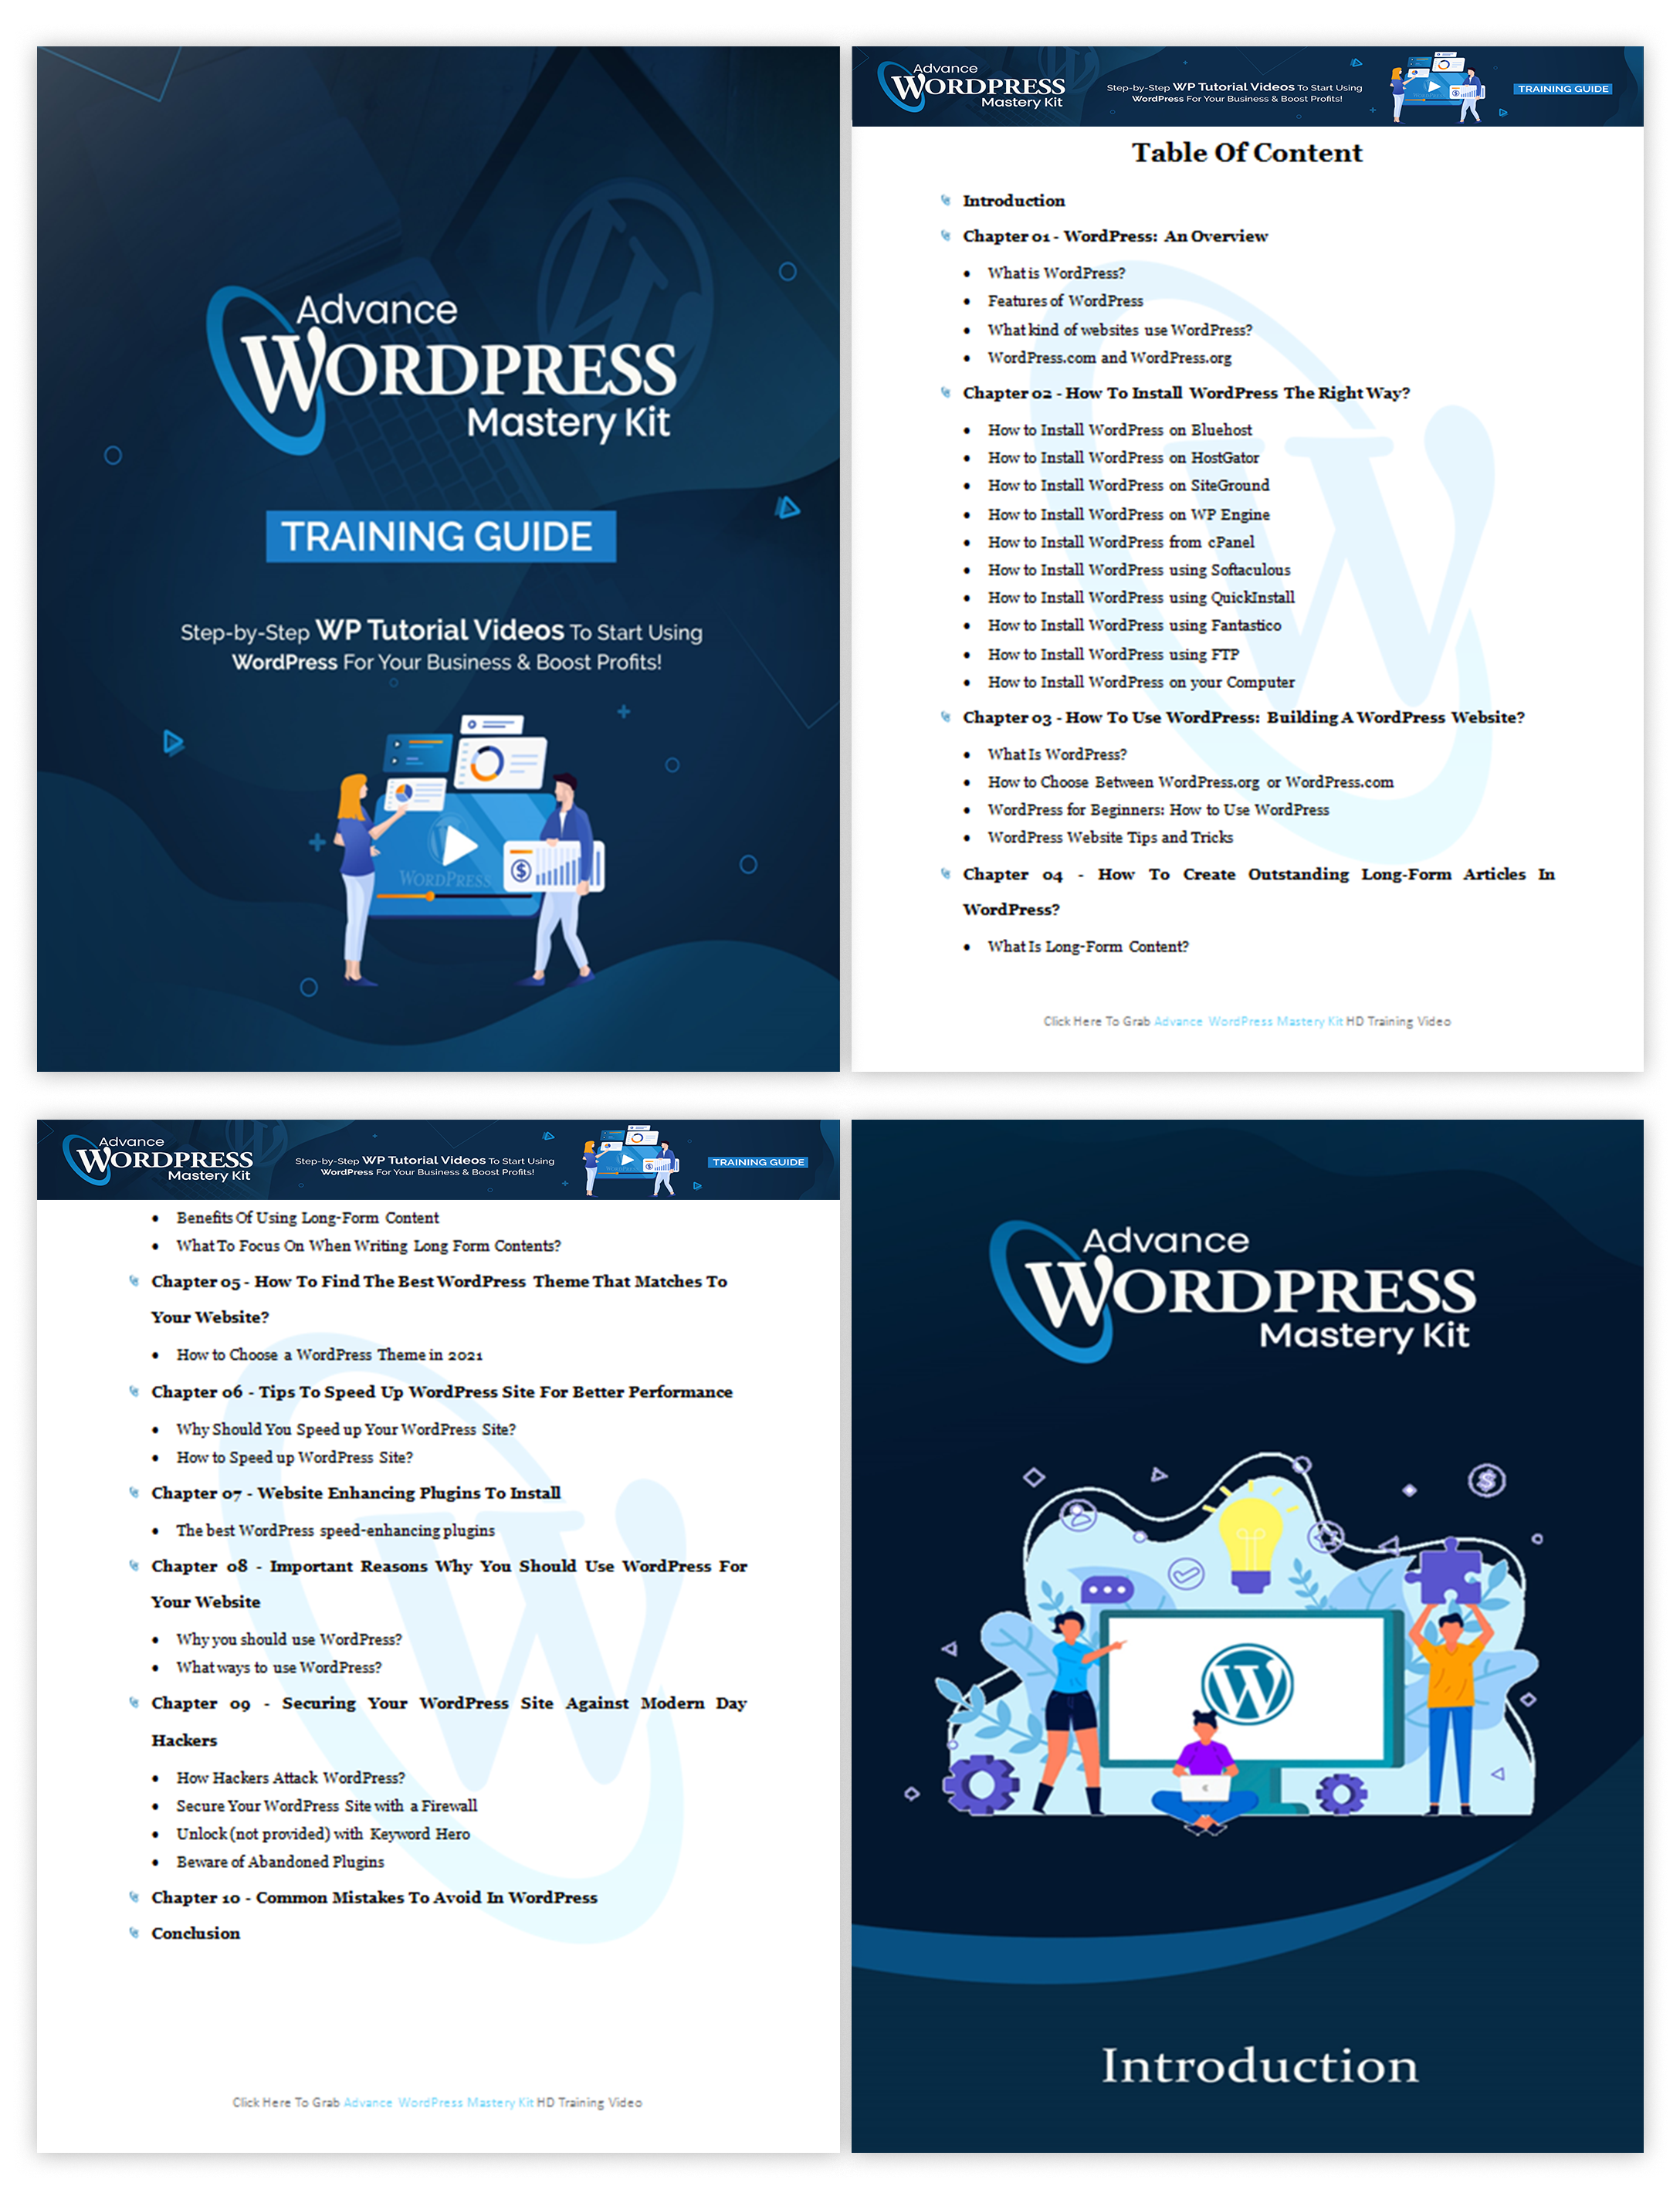 Advance
WORDPRESS
Mastery Kit
TRAINING GUIDE
Step-by-Step WP Tutorial Videos To Start Using
WordPress For Your Business & Boost Profits!
WORDPRESS
Advance
WORDPRESS
Mastery Kit
Step-by-Step WP Tutorial Videos To Start Using
WordPress For Your Business & Boost Profits!
TRAINING GUIDE
Table Of Content
Introduction
Chapter 01 - WordPress: An Overview
• What is WordPress?
• Features of WordPress
• What kind of websites use WordPress?
• WordPress.com and WordPress.org
Chapter 02 - How To Install WordPress The Right Way?
• How to Install WordPress on Bluehost
• How to Install WordPress on HostGator
• How to Install WordPress on SiteGround
• How to Install WordPress on WP Engine
• How to Install WordPress from cPanel
• How to Install WordPress using Softaculous
• How to Install WordPress using QuickInstall
• How to Install WordPress using Fantastico
• How to Install WordPress using FTP
• How to Install WordPress on your Computer
Chapter 03 - How To Use WordPress: Building A WordPress Website?
• What Is WordPress?
• How to Choose Between WordPress.org or WordPress.com
• WordPress for Beginners: How to Use WordPress
• WordPress Website Tips and Tricks
Chapter 04 - How To Create Outstanding Long-Form Articles In
WordPress?
• What Is Long-Form Content?
Click Here To Grab Advance WordPress Mastery Kit HD Training Video
Advance
WORDPRESS
Mastery Kit
Step-by-Step WP Tutorial Videos To Start Using
WordPress For Your Business & Boost Profits!
TRAINING GUIDE
• Benefits Of Using Long-Form Content
• What To Focus On When Writing Long Form Contents?
Chapter 05 - How To Find The Best WordPress Theme That Matches To
Your Website?
• How to Choose a WordPress Theme in 2021
Chapter 06 - Tips To Speed Up WordPress Site For Better Performance
• Why Should You Speed up Your WordPress Site?
• How to Speed up WordPress Site?
Chapter 07 - Website Enhancing Plugins To Install
• The best WordPress speed-enhancing plugins
Chapter 08 - Important Reasons Why You Should Use WordPress For
Your Website
• Why you should use WordPress?
• What ways to use WordPress?
Chapter 09 - Securing Your WordPress Site Against Modern Day
Hackers
• How Hackers Attack WordPress?
• Secure Your WordPress Site with a Firewall
• Unlock (not provided) with Keyword Hero
• Beware of Abandoned Plugins
Chapter 10 - Common Mistakes To Avoid In WordPress
Conclusion
Click Here To Grab Advance WordPress Mastery Kit HD Training Video
Advance
WORDPRESS
Mastery Kit
Introduction